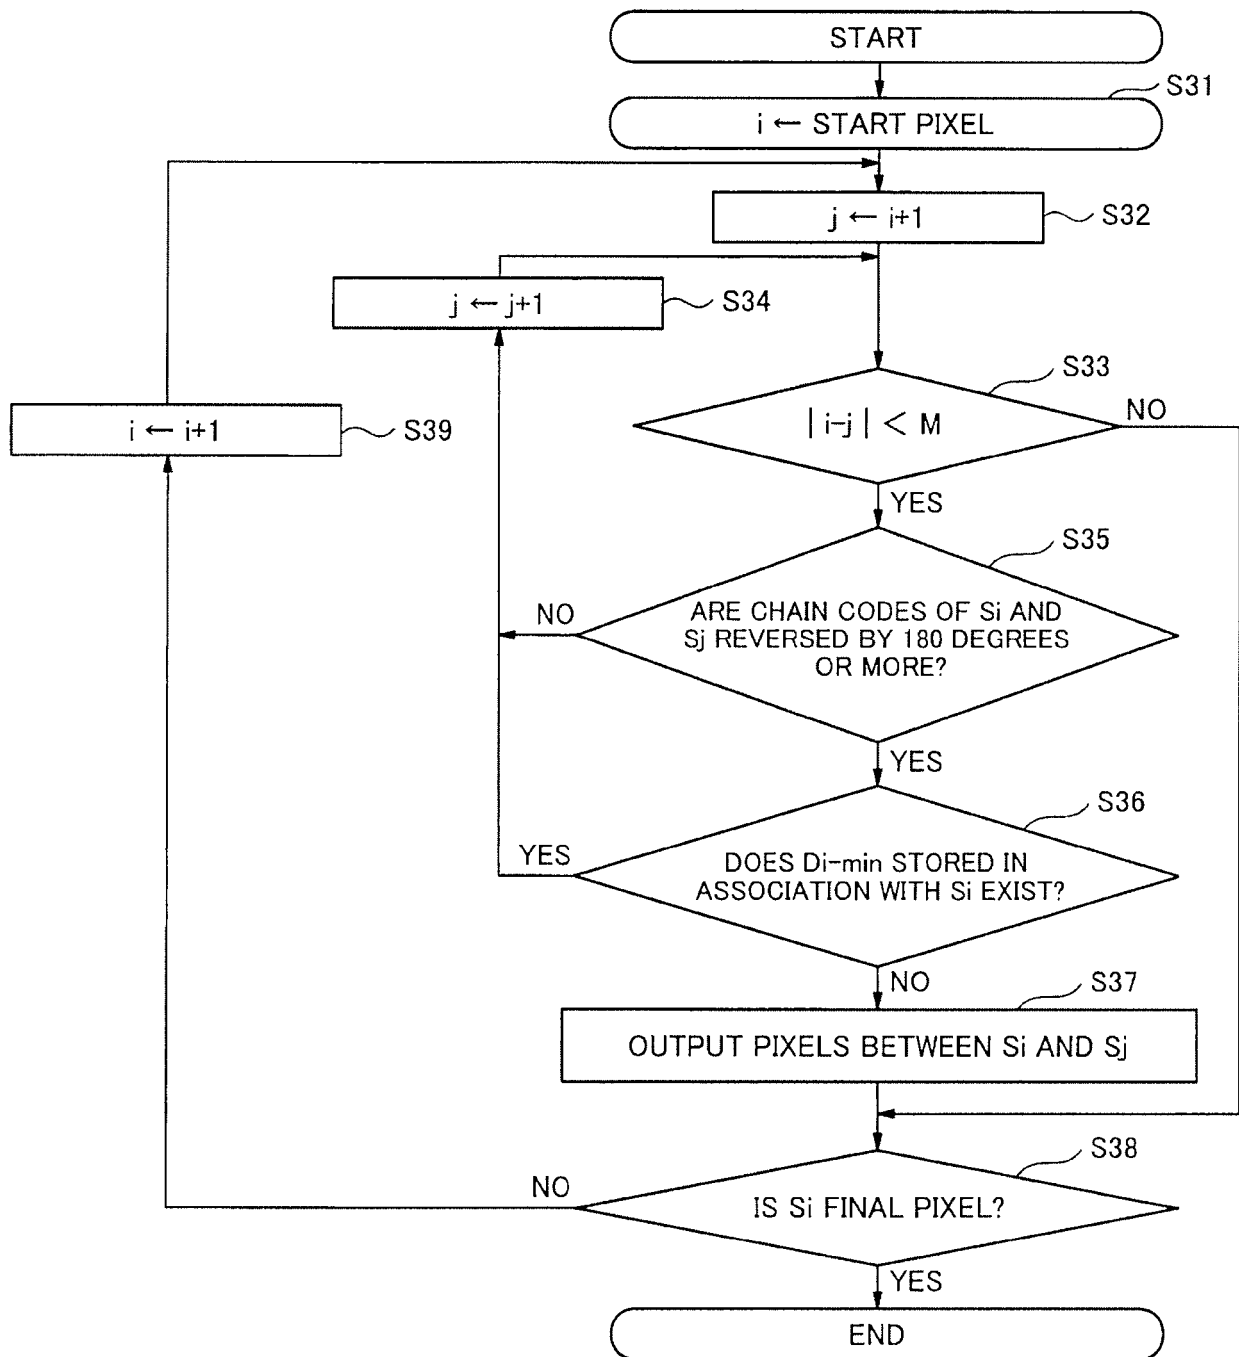 START
S31
i ← START PIXEL
j ← i+1
S32
j ← j+1
S34
S33
| i-j | < M
NO
i ← i+1
S39
YES
S35
NO
ARE CHAIN CODES OF Si AND
Sj REVERSED BY 180 DEGREES
OR MORE?
YES
S36
YES
DOES Di-min STORED IN
ASSOCIATION WITH Si EXIST?
NO
S37
OUTPUT PIXELS BETWEEN Si AND Sj
S38
NO
IS Si FINAL PIXEL?
YES
END